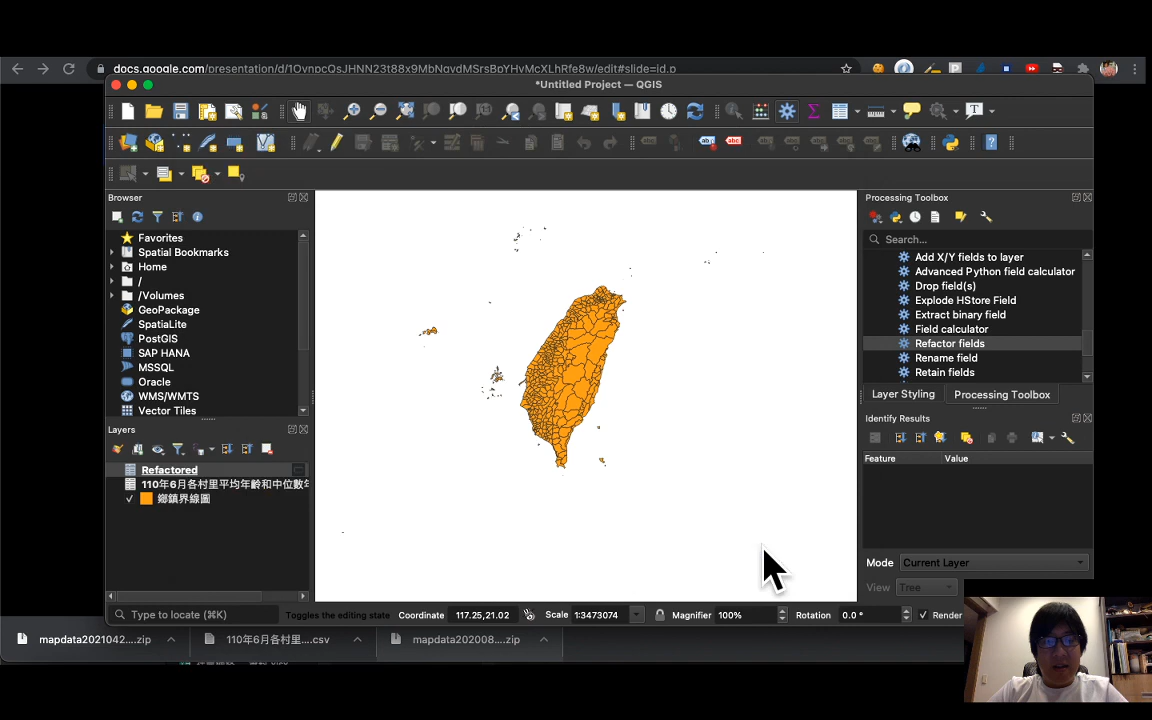 docs.google.com/presentation/d/1OvnpcQsJHNN23t88x9MbNgvdMSrsBpYHvMcXLhRfe8w/edit#slide=id.p
*Untitled Project — QGIS
Browser
Favorites
Spatial Bookmarks
Home
/
/Volumes
GeoPackage
SpatiaLite
PostGIS
SAP HANA
MSSQL
Oracle
WMS/WMTS
Vector Tiles
Layers
Refactored
110年6月各村里平均年齡和中位數年
鄉鎮界線圖
Processing Toolbox
Search...
Add X/Y fields to layer
Advanced Python field calculator
Drop field(s)
Explode HStore Field
Extract binary field
Field calculator
Refactor fields
Rename field
Retain fields
Layer Styling
Processing Toolbox
Identify Results
Feature
Value
Mode
Current Layer
View
Tree
Type to locate (⌘K)
Toggles the editing state
Coordinate
117.25,21.02
Scale
1:3473074
Magnifier
100%
Rotation
0.0 °
Render
mapdata2021042....zip
110年6月各村里....csv
mapdata202008....zip